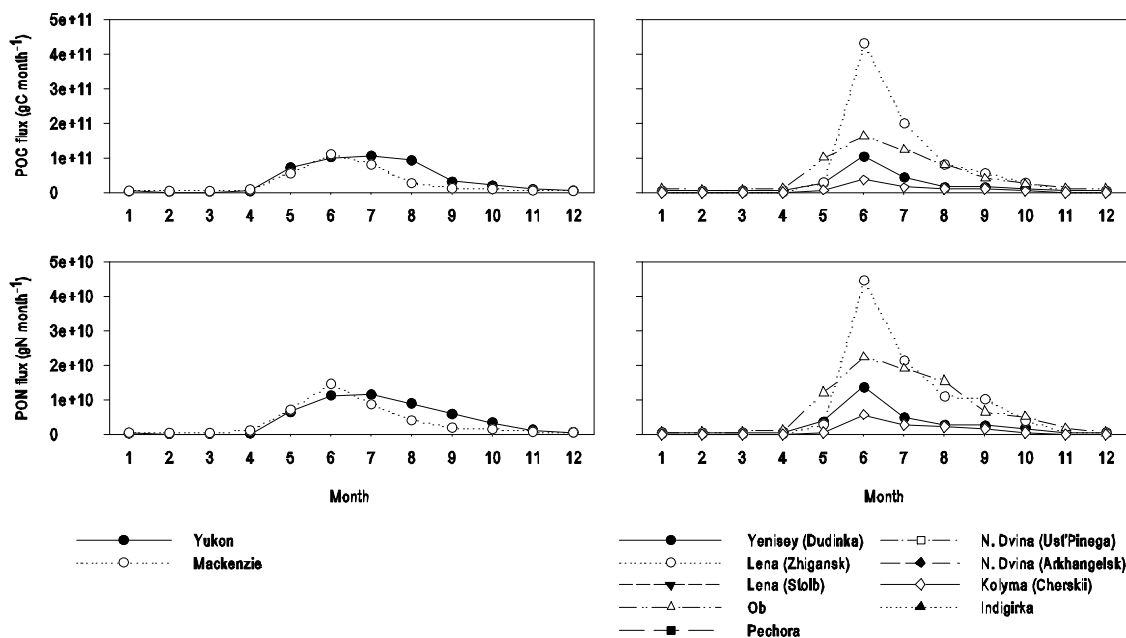 5e+11
4e+11
3e+11
2e+11
1e+11
0
POC flux (gC month⁻¹)
1 2 3 4 5 6 7 8 9 10 11 12
1 2 3 4 5 6 7 8 9 10 11 12
5e+10
4e+10
3e+10
2e+10
1e+10
0
PON flux (gN month⁻¹)
1 2 3 4 5 6 7 8 9 10 11 12
Month
1 2 3 4 5 6 7 8 9 10 11 12
Month
Yukon
Mackenzie
Yenisey (Dudinka)
Lena (Zhigansk)
Lena (Stolb)
Ob
Pechora
N. Dvina (Ust'Pinega)
N. Dvina (Arkhangelsk)
Kolyma (Cherskii)
Indigirka